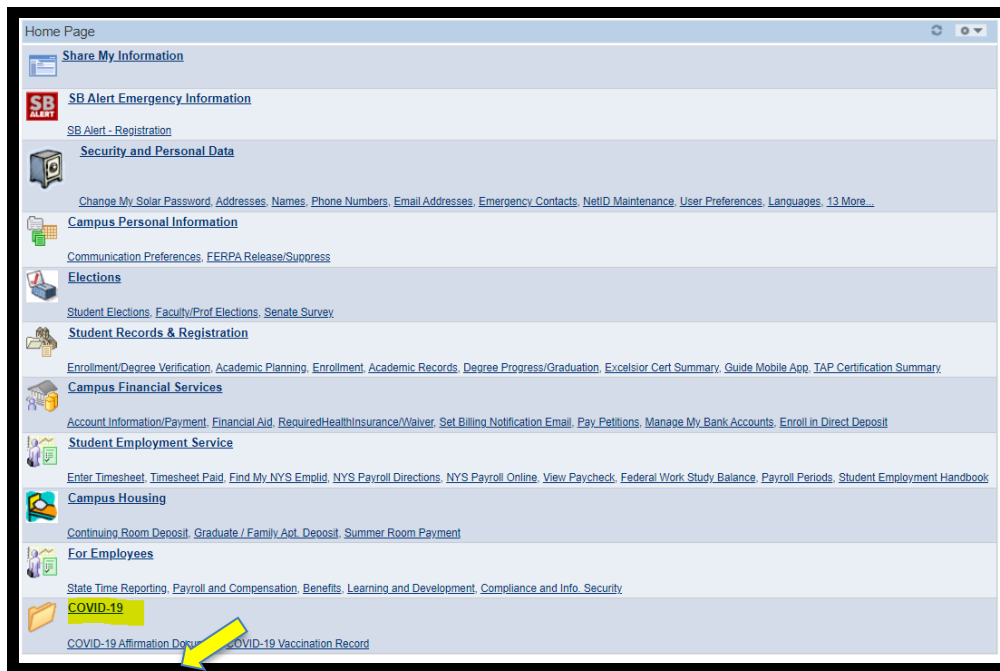 Home Page
Share My Information
SB ALERT
SB Alert Emergency Information
SB Alert - Registration
Security and Personal Data
Change My Solar Password, Addresses, Names, Phone Numbers, Email Addresses, Emergency Contacts, NetID Maintenance, User Preferences, Languages, 13 More...
Campus Personal Information
Communication Preferences, FERPA Release/Suppress
Elections
Student Elections, Faculty/Prof Elections, Senate Survey
Student Records & Registration
Enrollment/Degree Verification, Academic Planning, Enrollment, Academic Records, Degree Progress/Graduation, Excelsior Cert Summary, Guide Mobile App, TAP Certification Summary
Campus Financial Services
Account Information/Payment, Financial Aid, RequiredHealthInsurance/Waiver, Set Billing Notification Email, Pay Petitions, Manage My Bank Accounts, Enroll in Direct Deposit
Student Employment Service
Enter Timesheet, Timesheet Paid, Find My NYS Emplid, NYS Payroll Directions, NYS Payroll Online, View Paycheck, Federal Work Study Balance, Payroll Periods, Student Employment Handbook
Campus Housing
Continuing Room Deposit, Graduate / Family Apt. Deposit, Summer Room Payment
For Employees
State Time Reporting, Payroll and Compensation, Benefits, Learning and Development, Compliance and Info. Security
COVID-19
COVID-19 Affirmation COVID-19 Vaccination Record